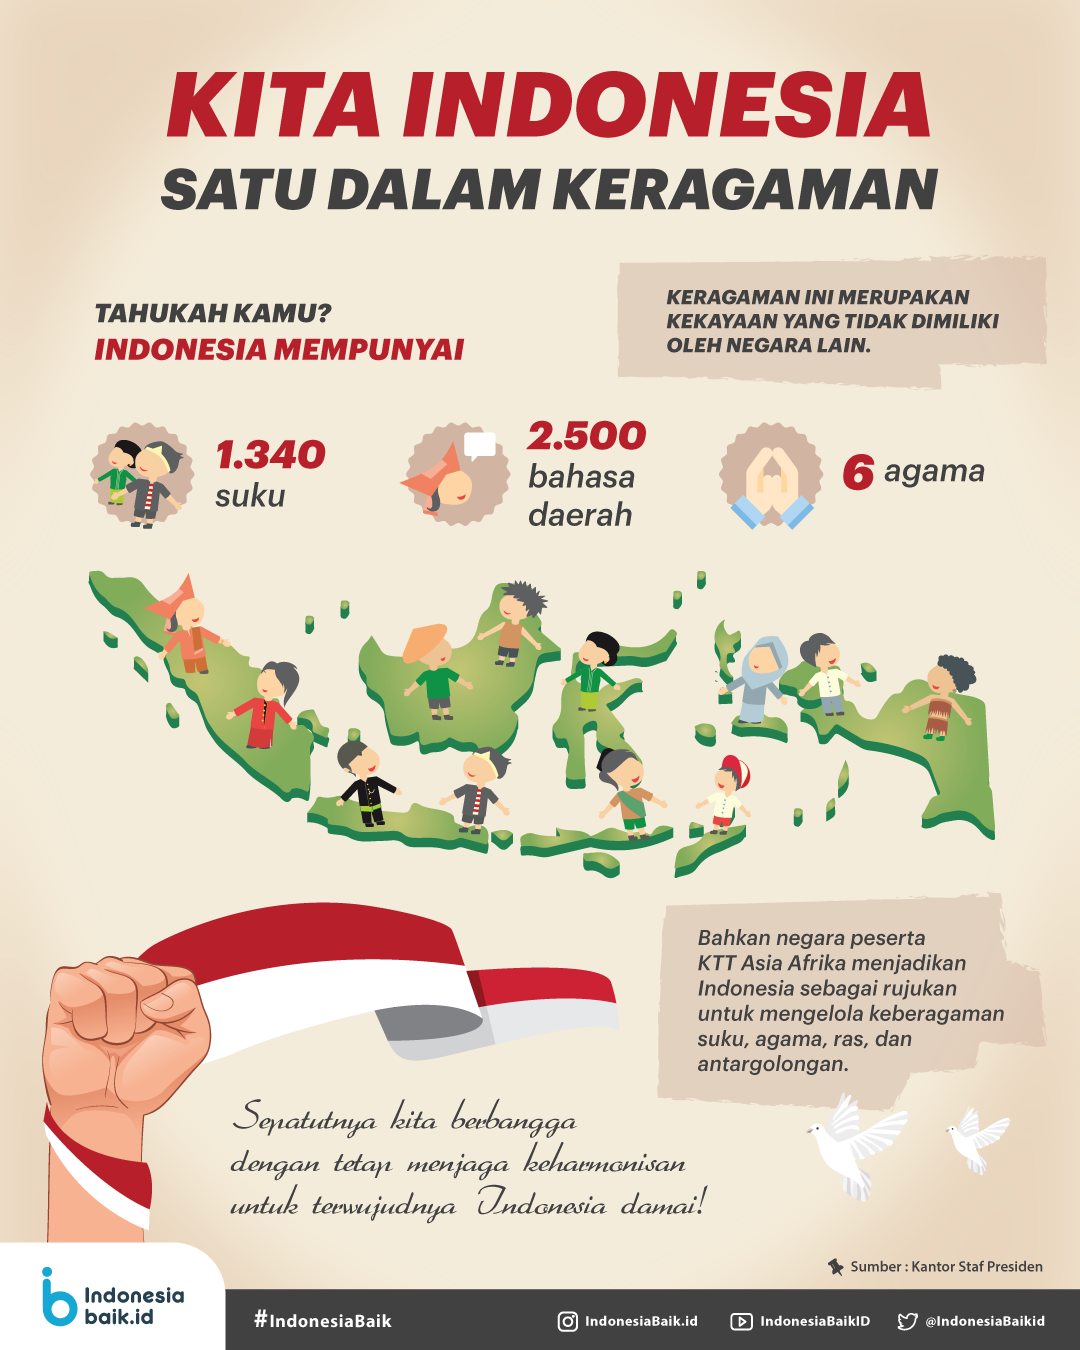 KITA INDONESIA
SATU DALAM KERAGAMAN
TAHUKAH KAMU?
INDONESIA MEMPUNYAI
KERAGAMAN INI MERUPAKAN
KEKAYAAN YANG TIDAK DIMILIKI
OLEH NEGARA LAIN.
1.340
suku
2.500
bahasa
daerah
6 agama
Bahkan negara peserta
KTT Asia Afrika menjadikan
Indonesia sebagai rujukan
untuk mengelola keberagaman
suku, agama, ras, dan
antargolongan.
Sepatutnya kita berbangga
dengan tetap menjaga keharmonisan
untuk terwujudnya Indonesia damai!
Sumber : Kantor Staf Presiden
Indonesia
baik.id
#IndonesiaBaik
IndonesiaBaik.id
IndonesiaBaikID
@IndonesiaBaikid